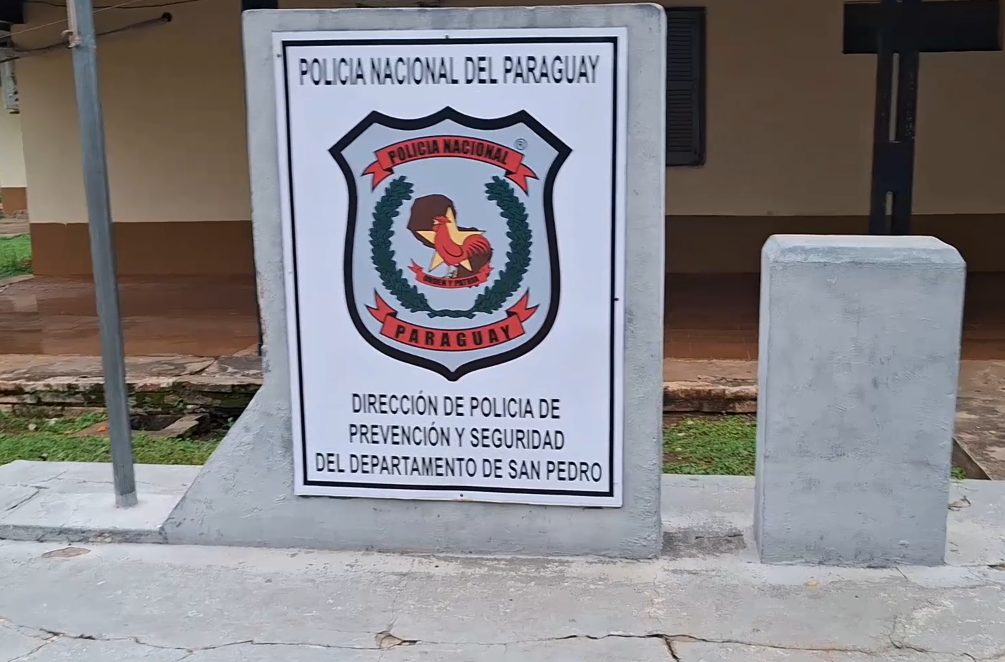 POLICIA NACIONAL DEL PARAGUAY
POLICIA NACIONAL
®
ORDEN Y PATRIA
PARAGUAY
DIRECCIÓN DE POLICIA DE
PREVENCIÓN Y SEGURIDAD
DEL DEPARTAMENTO DE SAN PEDRO